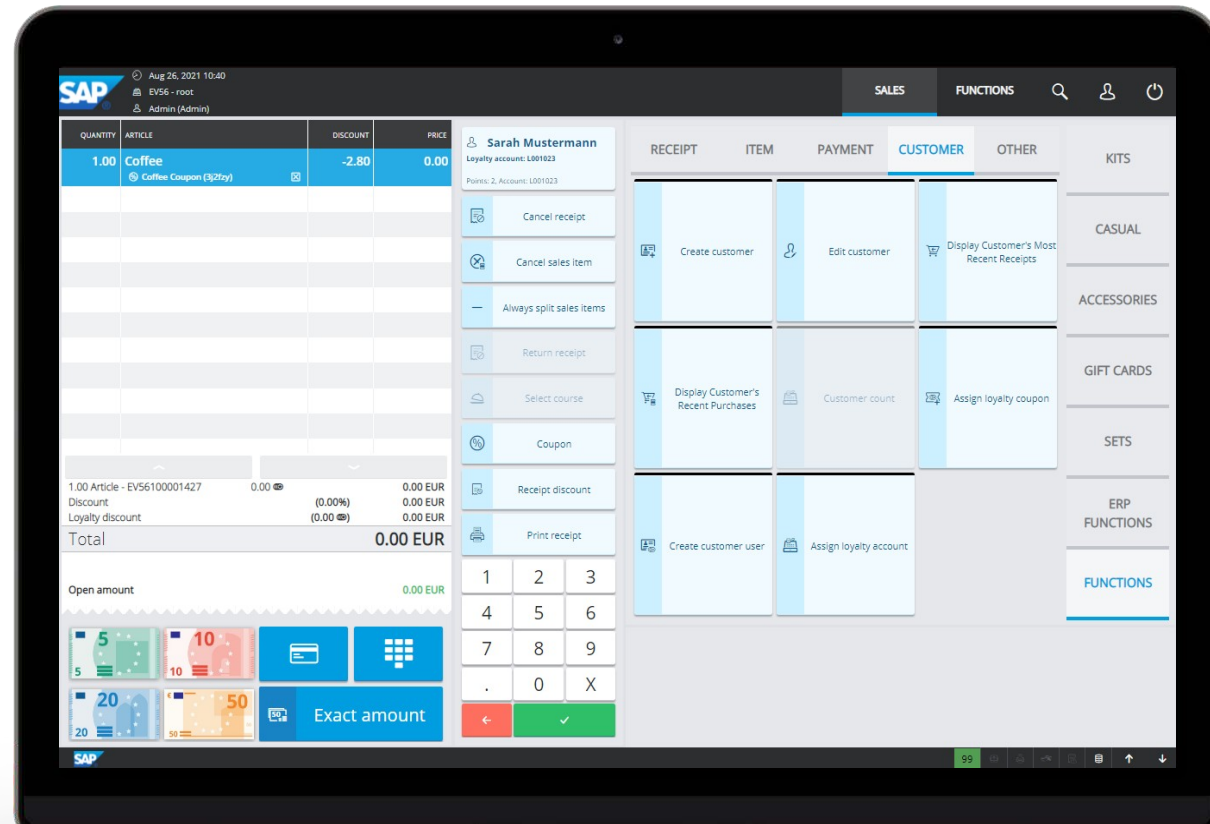 SAP
Aug 26, 2021 10:40
EV56 - root
Admin (Admin)
SALES
FUNCTIONS
QUANTITY ARTICLE DISCOUNT PRICE
1.00 Coffee -2.80 0.00
Coffee Coupon (3j2fzy)
1.00 Article - EV56100001427 0.00 0.00 EUR
Discount (0.00%) 0.00 EUR
Loyalty discount (0.00) 0.00 EUR
Total 0.00 EUR
Open amount 0.00 EUR
5
5
10
10
20
20
50
50
50
Exact amount
Sarah Mustermann
Loyalty account: L001023
Points: 2, Account: L001023
Cancel receipt
Cancel sales item
Always split sales items
Return receipt
Select course
Coupon
Receipt discount
Print receipt
1 2 3
4 5 6
7 8 9
. 0 X
RECEIPT ITEM PAYMENT CUSTOMER OTHER
Create customer
Edit customer
Display Customer's Most
Recent Receipts
Display Customer's
Recent Purchases
Customer count
Assign loyalty coupon
Create customer user
Assign loyalty account
KITS
CASUAL
ACCESSORIES
GIFT CARDS
SETS
ERP
FUNCTIONS
FUNCTIONS
SAP
99